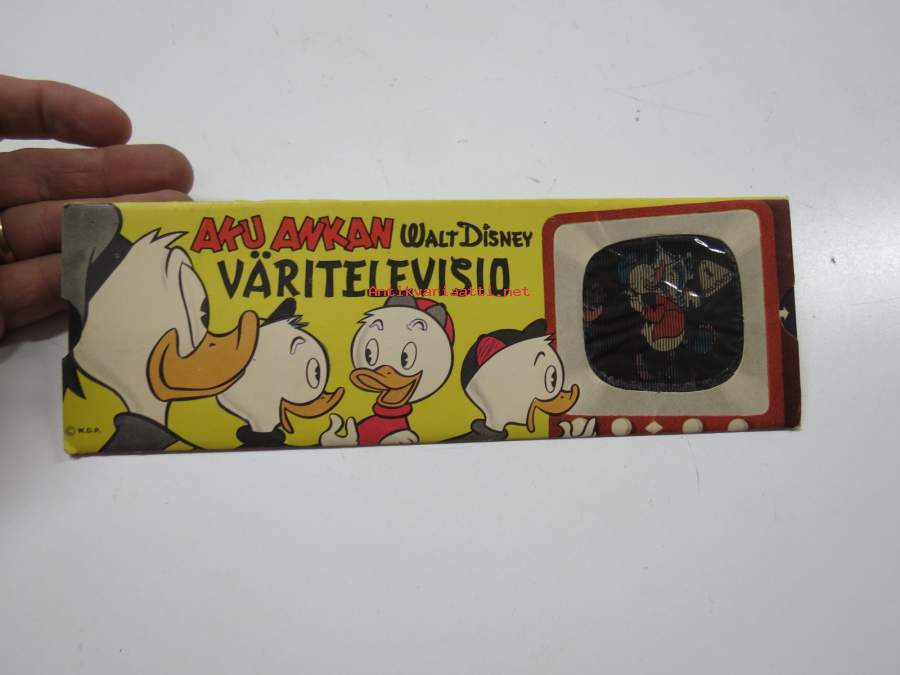 AKU ANKAN WALT DISNEY
VÄRITELEVISIO
Antikvariaatti.net
© W.D.P.